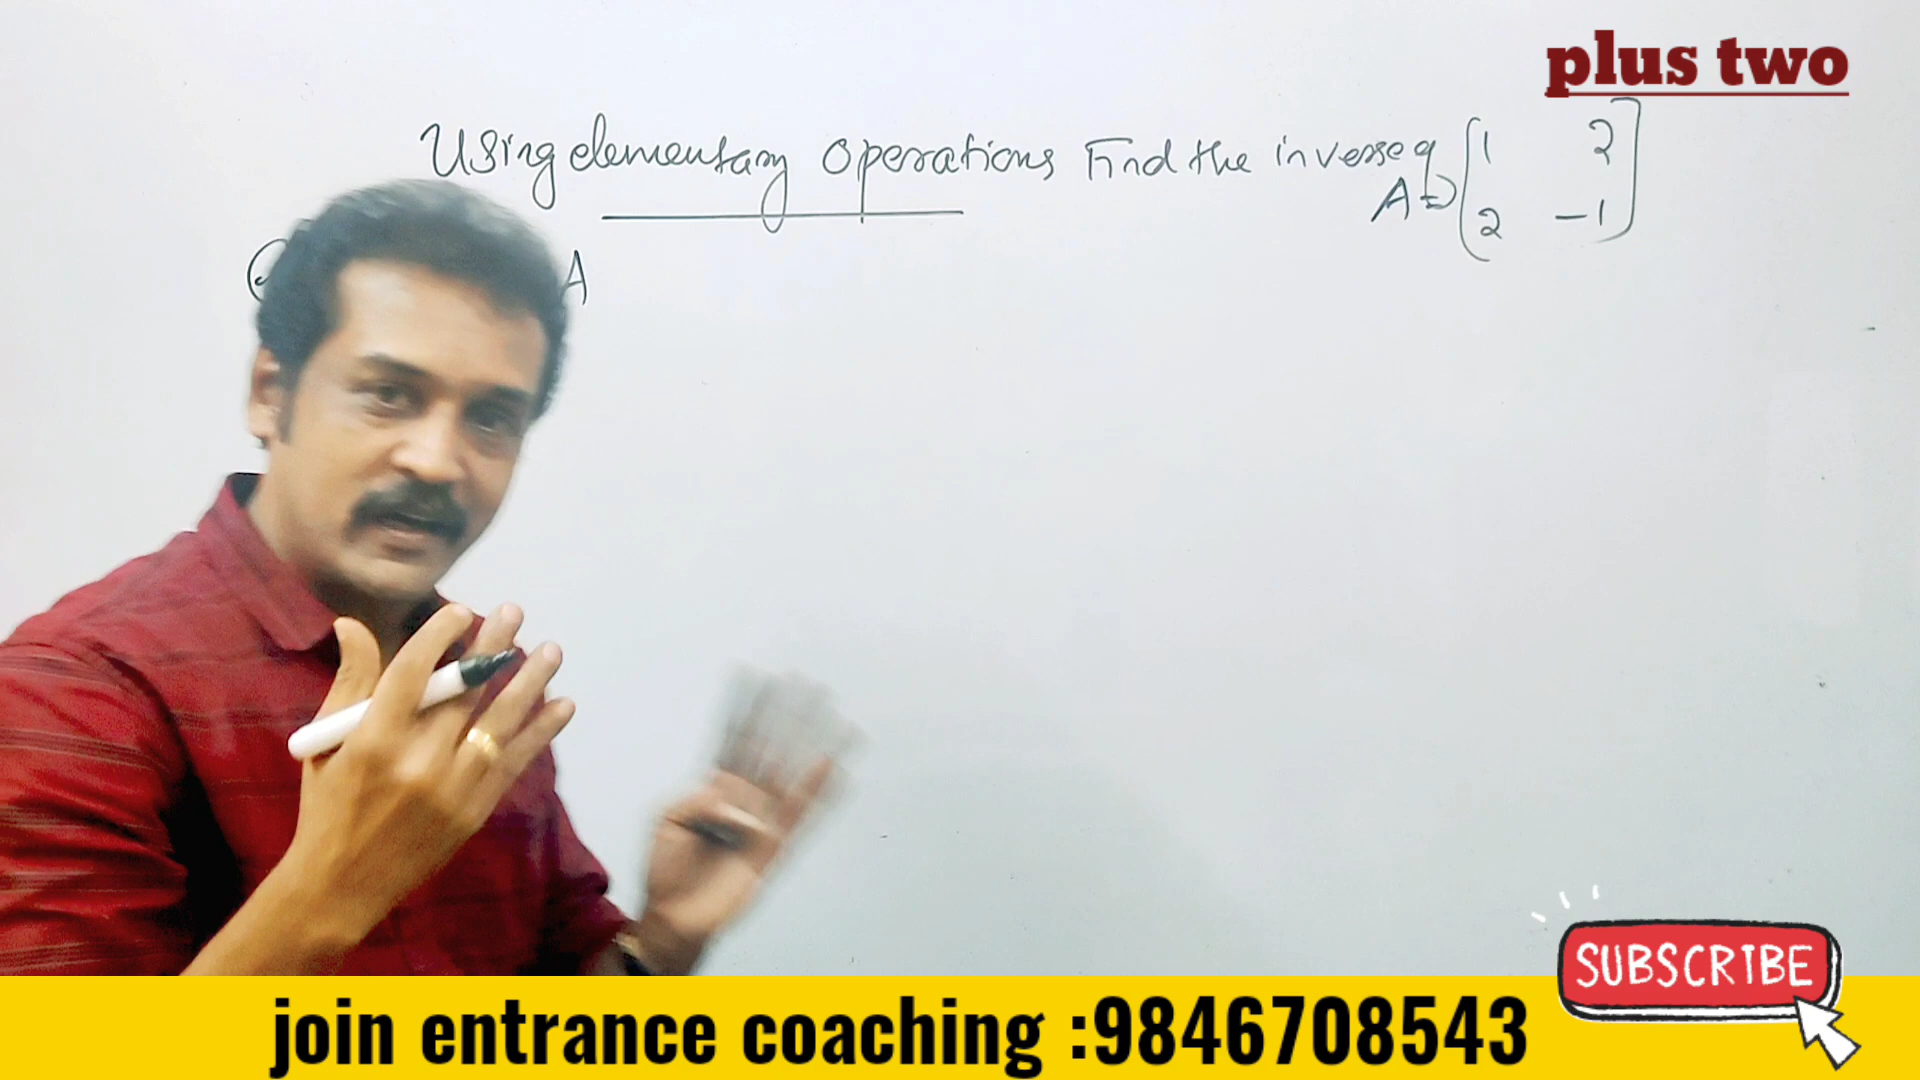 plus two
Using elementary operations Find the inverse of [1 2
A = 2 -1]
A
SUBSCRIBE
join entrance coaching :9846708543